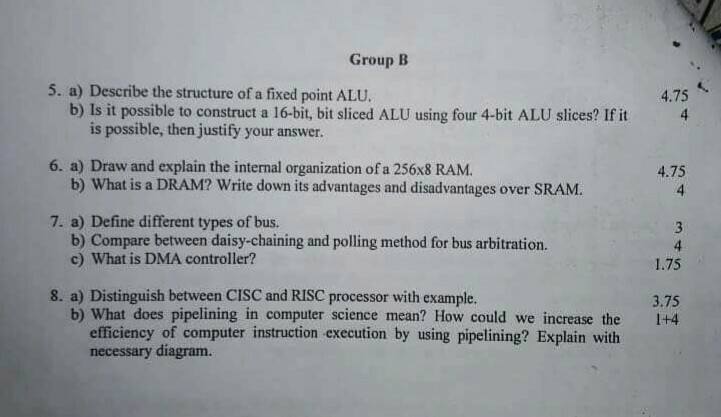 Group B
5. a) Describe the structure of a fixed point ALU. 4.75
b) Is it possible to construct a 16-bit, bit sliced ALU using four 4-bit ALU slices? If it 4
is possible, then justify your answer.
6. a) Draw and explain the internal organization of a 256x8 RAM. 4.75
b) What is a DRAM? Write down its advantages and disadvantages over SRAM. 4
7. a) Define different types of bus. 3
b) Compare between daisy-chaining and polling method for bus arbitration. 4
c) What is DMA controller? 1.75
8. a) Distinguish between CISC and RISC processor with example. 3.75
b) What does pipelining in computer science mean? How could we increase the 1+4
efficiency of computer instruction execution by using pipelining? Explain with
necessary diagram.